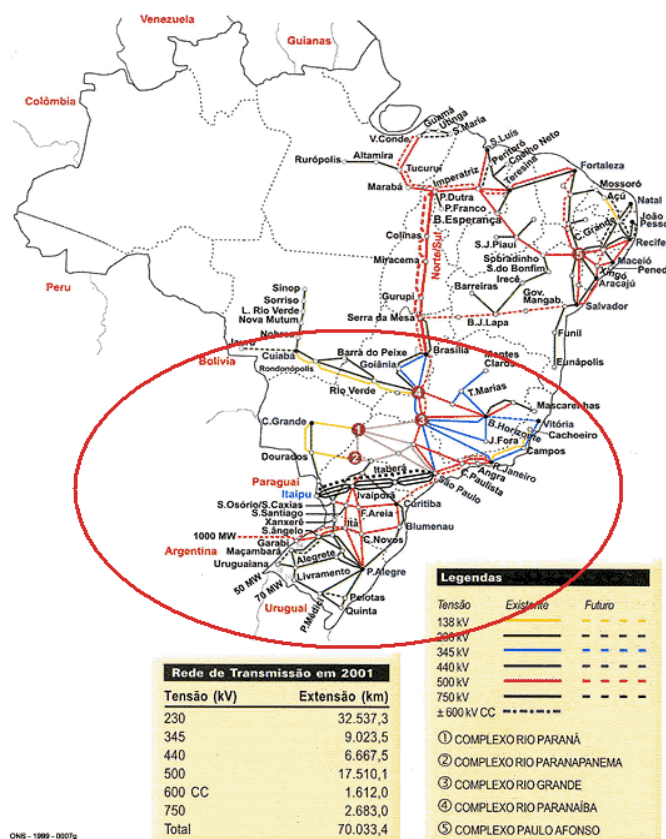 Venezuela
Guianas
Colômbia
Guamá
Utinga
S.Maria
V.Conde
S.Luís
Peritoró
Coelho Neto
Teresina
Rurópolis
Altamira
Tucuruí
Imperatriz
Fortaleza
Marabá
P.Dutra
P.Franco
B.Esperança
Mossoró
Açú
Natal
João
Pesso
C.Grande
Recife
Colinas
Norte/Sul
S.J.Piauí
Miracema
Sobradinho
S.do Bonfim
Xingó
Maceió
Pened
Aracajú
Peru
Irecê
Barreiras
Gov.
Mangab.
Salvador
Sinop
Sorriso
L. Rio Verde
Nova Mutum
Nobres
Gurupi
Serra da Mesa
B.J.Lapa
Funil
Eunápolis
Bolívia
Cuiabá
Rondonópolis
Barra do Peixe
Goiânia
Brasília
Claros
Rio Verde
4
T.Marias
Mascarenhas
3
B.Horizonte
Vitória
Cachoeiro
C.Grande
1
J.Fora
Campos
Dourados
2
Itaberá
R.Janeiro
Angra
C.Paulista
São Paulo
Paraguai
Itaipu
Ivaiporã
S.Osório/S.Caxias
S.Santiago
Xanxerê
S.ângelo
F.Areia
Curitiba
Itá
Blumenau
1000 MW
Garabi
C.Novos
Argentina
Maçambará
Uruguaiana
Alegrete
Livramento
P.Alegre
50 MW
70 MW
Uruguai
P.Médici
Pelotas
Quinta
Legendas
Tensão Existente Futuro
138 kV
345 kV
440 kV
500 kV
750 kV
± 600 kV CC
① COMPLEXO RIO PARANÁ
② COMPLEXO RIO PARANAPANEMA
③ COMPLEXO RIO GRANDE
④ COMPLEXO RIO PARANAÍBA
⑤ COMPLEXO PAULO AFONSO
Rede de Transmissão em 2001
Tensão (kV) Extensão (km)
230 32.537,3
345 9.023,5
440 6.667,5
500 17.510,1
600 CC 1.612,0
750 2.683,0
Total 70.033,4
ONS - 1999 - 0007g